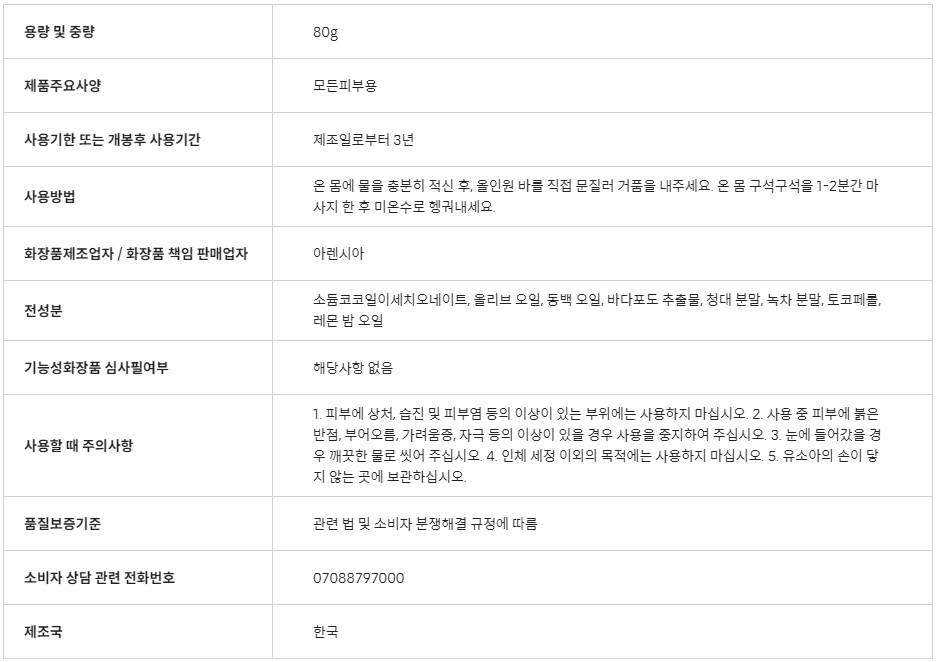 용량 및 중량
80g
제품주요사양
모든피부용
사용기한 또는 개봉후 사용기간
제조일로부터 3년
사용방법
온 몸에 물을 충분히 적신 후, 올인원 바를 직접 문질러 거품을 내주세요. 온 몸 구석구석을 1-2분간 마
사지 한 후 미온수로 헹궈내세요.
화장품제조업자 / 화장품 책임 판매업자
아렌시아
전성분
소듐코코일이세치오네이트, 올리브 오일, 동백 오일, 바다포도 추출물, 청대 분말, 녹차 분말, 토코페롤,
레몬 밤 오일
기능성화장품 심사필여부
해당사항 없음
사용할 때 주의사항
1. 피부에 상처, 습진 및 피부염 등의 이상이 있는 부위에는 사용하지 마십시오. 2. 사용 중 피부에 붉은
반점, 부어오름, 가려움증, 자극 등의 이상이 있을 경우 사용을 중지하여 주십시오. 3. 눈에 들어갔을 경
우 깨끗한 물로 씻어 주십시오. 4. 인체 세정 이외의 목적에는 사용하지 마십시오. 5. 유소아의 손이 닿
지 않는 곳에 보관하십시오.
품질보증기준
관련 법 및 소비자 분쟁해결 규정에 따름
소비자 상담 관련 전화번호
07088797000
제조국
한국